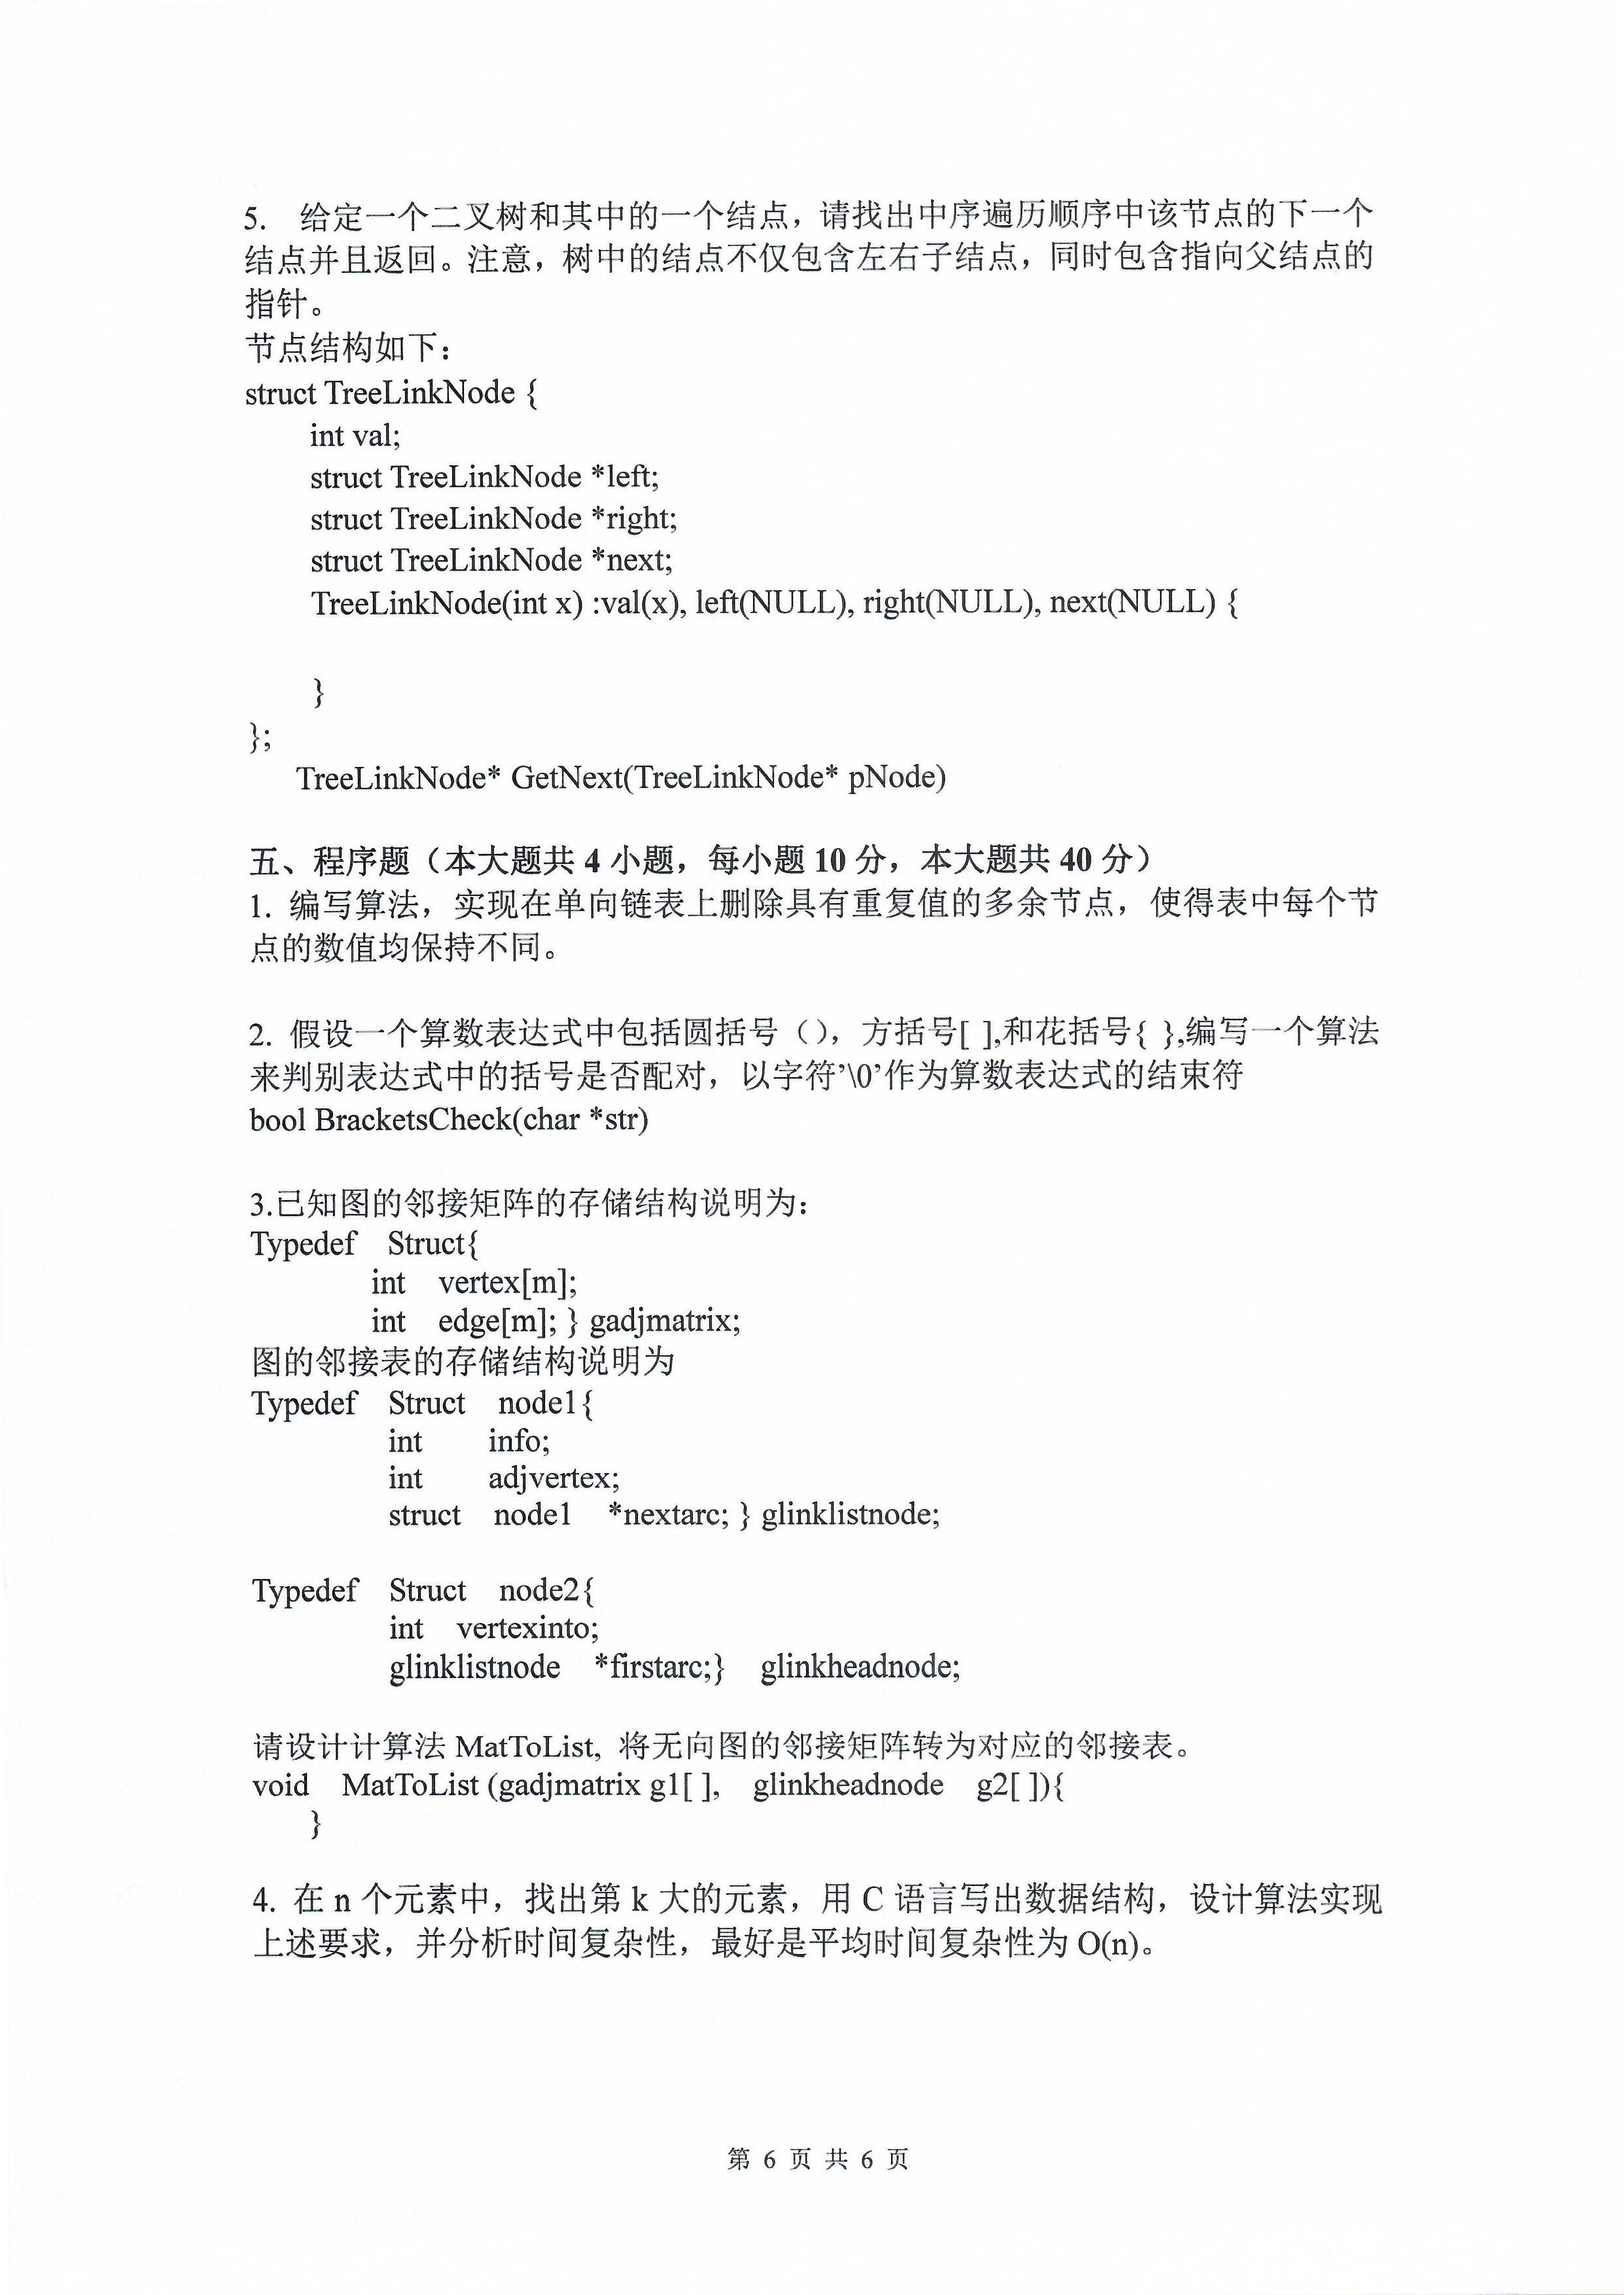 5. 给定一个二叉树和其中的一个结点，请找出中序遍历顺序中该节点的下一个
结点并且返回。注意，树中的结点不仅包含左右子结点，同时包含指向父结点的
指针。
节点结构如下：
struct TreeLinkNode {
int val;
struct TreeLinkNode *left;
struct TreeLinkNode *right;
struct TreeLinkNode *next;
TreeLinkNode(int x) :val(x), left(NULL), right(NULL), next(NULL) {
}
};
TreeLinkNode* GetNext(TreeLinkNode* pNode)
五、程序题（本大题共 4 小题，每小题 10 分，本大题共 40 分）
1. 编写算法，实现在单向链表上删除具有重复值的多余节点，使得表中每个节
点的数值均保持不同。
2. 假设一个算数表达式中包括圆括号（），方括号[ ],和花括号{ },编写一个算法
来判别表达式中的括号是否配对，以字符’\0’作为算数表达式的结束符
bool BracketsCheck(char *str)
3.已知图的邻接矩阵的存储结构说明为：
Typedef Struct{
int vertex[m];
int edge[m]; } gadjmatrix;
图的邻接表的存储结构说明为
Typedef Struct node1{
int info;
int adjvertex;
struct node1 *nextarc; } glinklistnode;
Typedef Struct node2{
int vertexinto;
glinklistnode *firstarc;} glinkheadnode;
请设计计算法 MatToList, 将无向图的邻接矩阵转为对应的邻接表。
void MatToList (gadjmatrix g1[ ], glinkheadnode g2[ ]){
}
4. 在 n 个元素中，找出第 k 大的元素，用 C 语言写出数据结构，设计算法实现
上述要求，并分析时间复杂性，最好是平均时间复杂性为 O(n)。
第 6 页 共 6 页